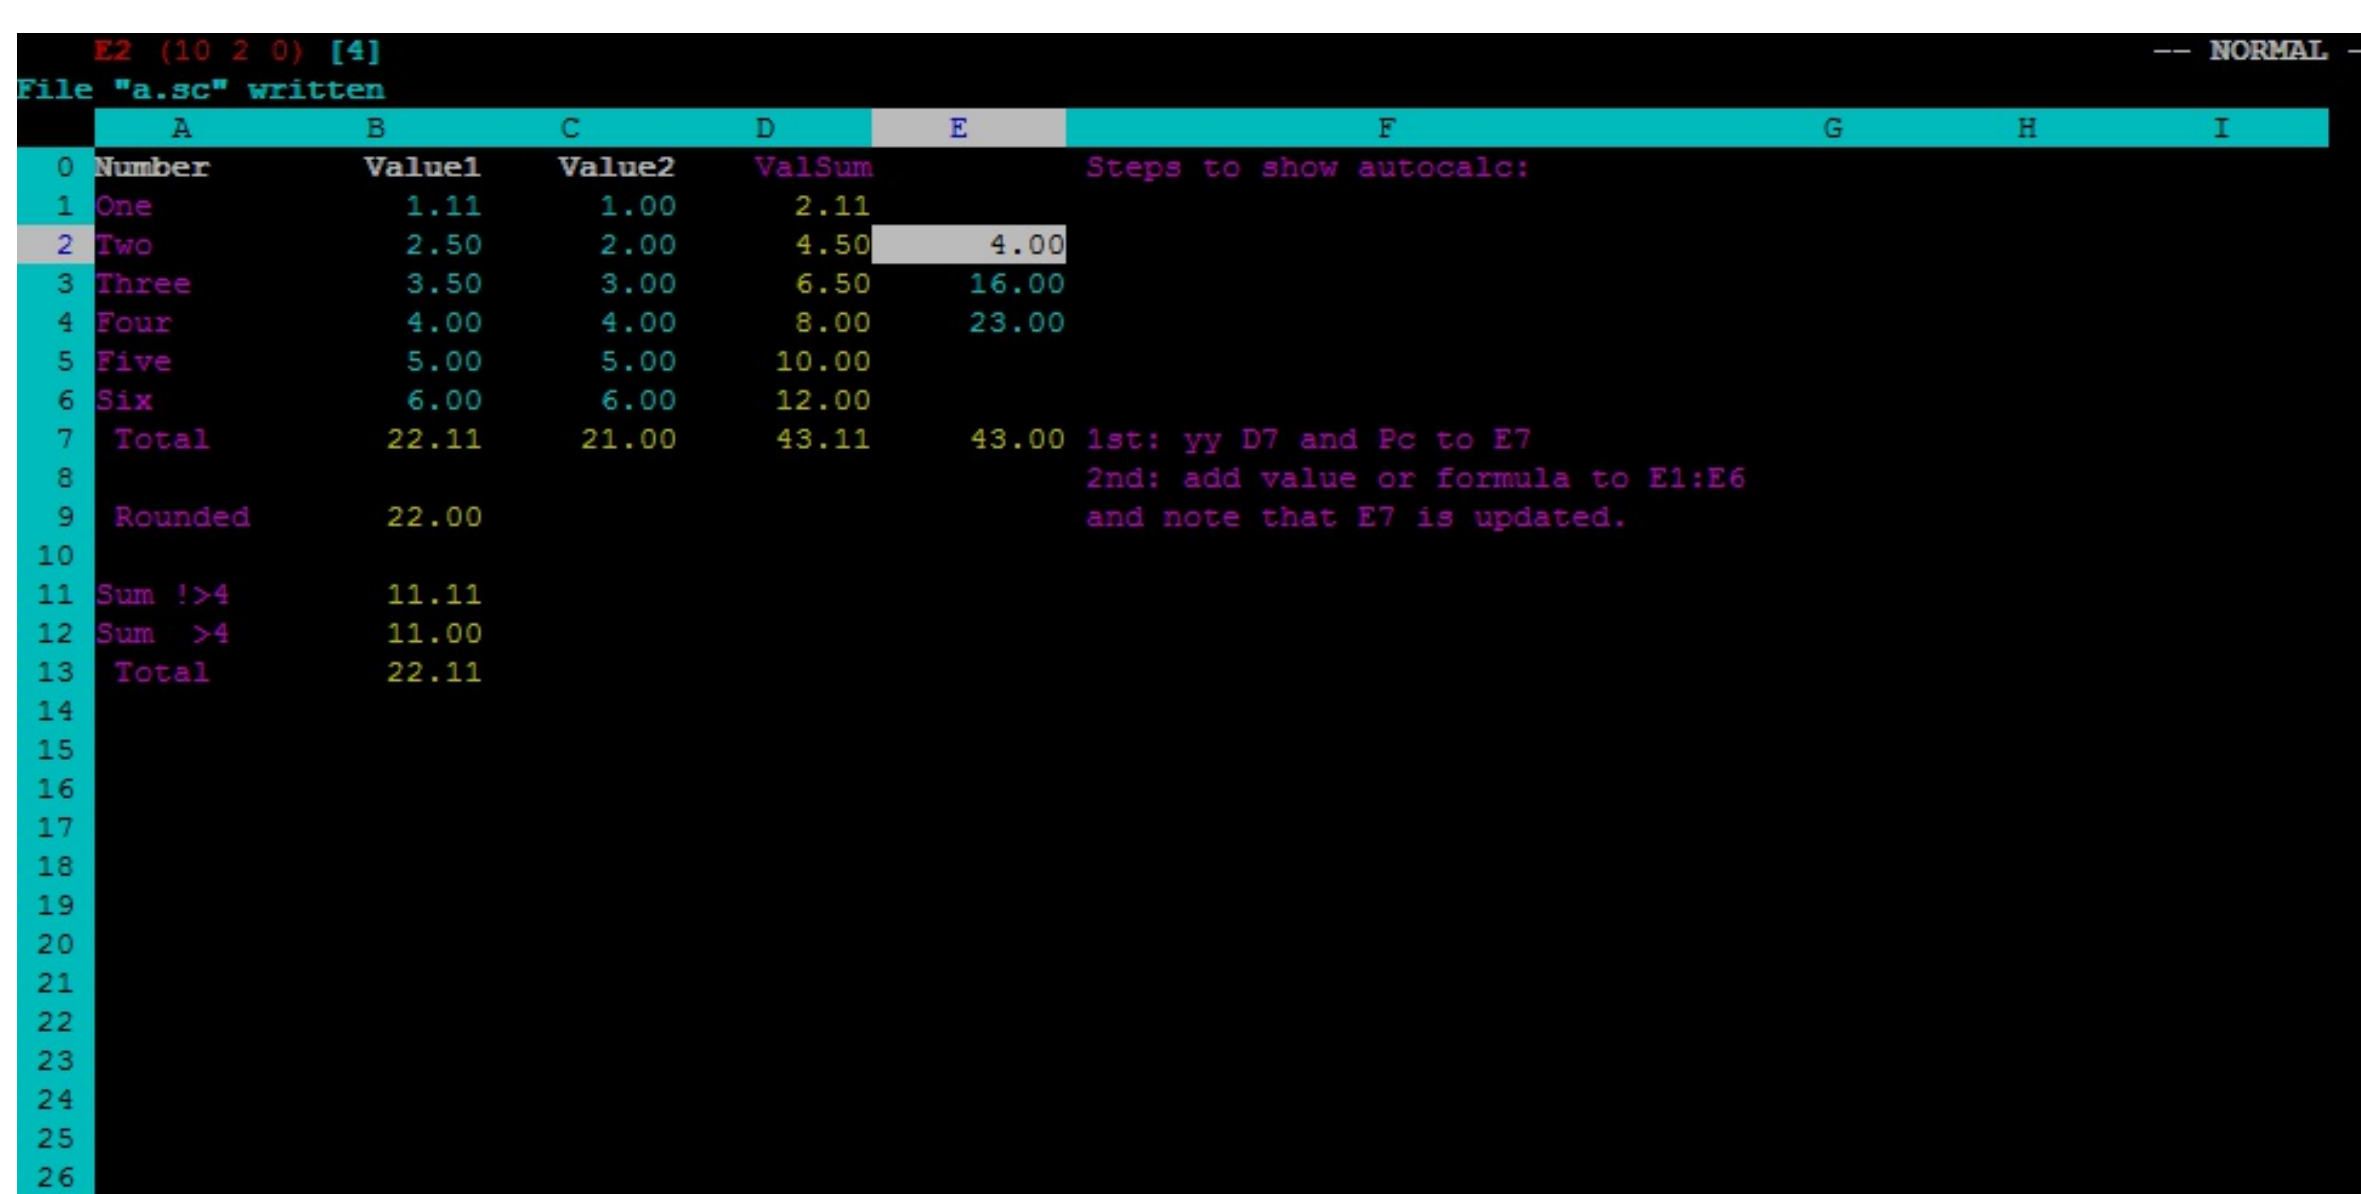 E2 (10 2 0) [4] -- NORMAL -
File "a.sc" written
A B C D E F G H I
0 Number Value1 Value2 ValSum Steps to show autocalc:
1 One 1.11 1.00 2.11
2 Two 2.50 2.00 4.50 4.00
3 Three 3.50 3.00 6.50 16.00
4 Four 4.00 4.00 8.00 23.00
5 Five 5.00 5.00 10.00
6 Six 6.00 6.00 12.00
7 Total 22.11 21.00 43.11 43.00 1st: yy D7 and Pc to E7
8 2nd: add value or formula to E1:E6
9 Rounded 22.00 and note that E7 is updated.
10
11 Sum !>4 11.11
12 Sum >4 11.00
13 Total 22.11
14
15
16
17
18
19
20
21
22
23
24
25
26